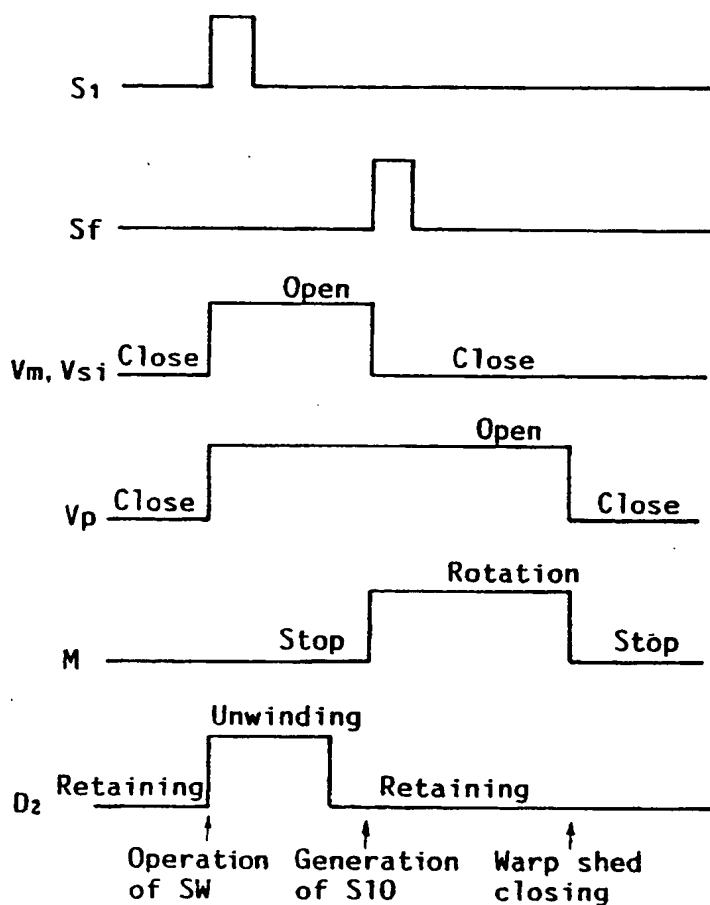 S1
Sf
Open
Close
Close
Vm, Vsi
Open
Close
Close
Vp
Rotation
Stop
Stop
M
Unwinding
Retaining
Retaining
D2
Operation of SW
Generation of S10
Warp shed closing